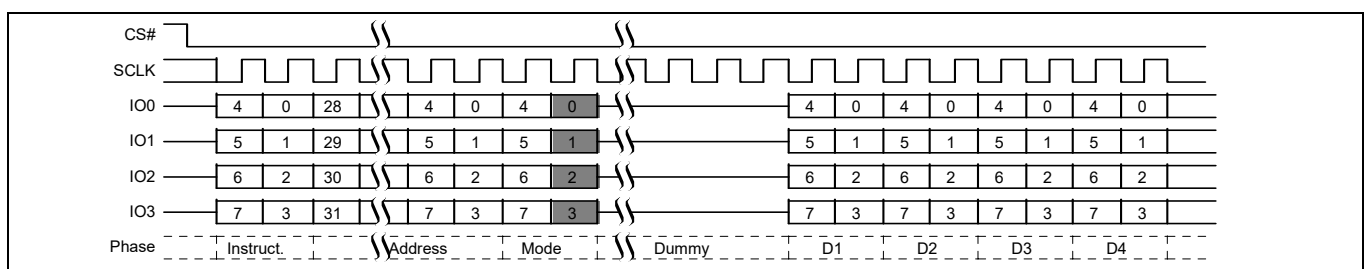 CS#
SCLK
IO0 4 0 28 4 0 4 0 4 0 4 0 4 0 4 0
IO1 5 1 29 5 1 5 1 5 1 5 1 5 1 5 1
IO2 6 2 30 6 2 6 2 6 2 6 2 6 2 6 2
IO3 7 3 31 7 3 7 3 7 3 7 3 7 3 7 3
Phase Instruct. Address Mode Dummy D1 D2 D3 D4